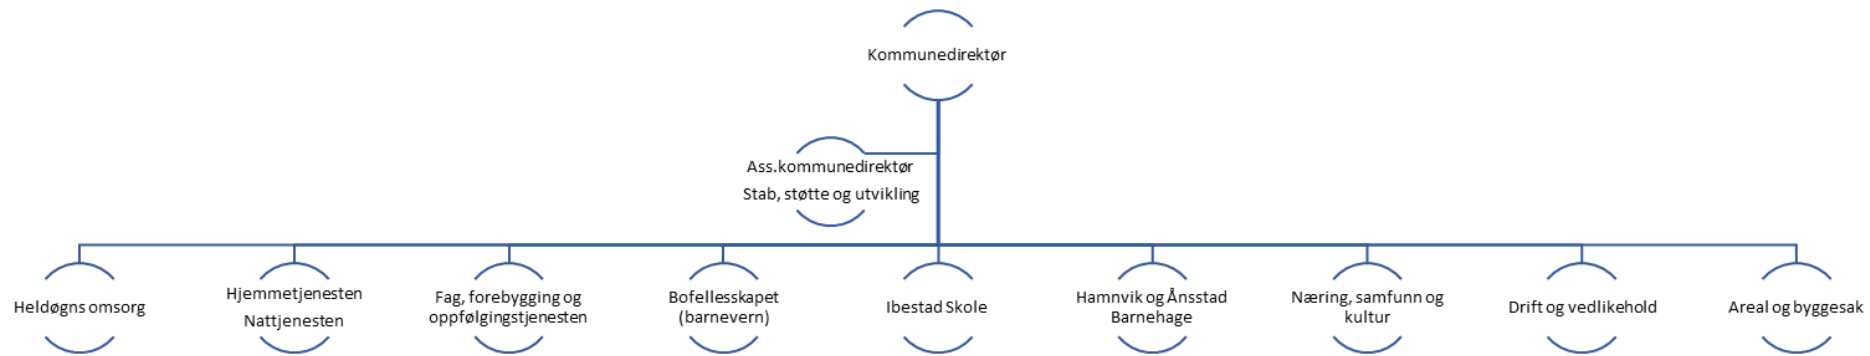 Kommunedirektør
Ass.kommunedirektør
Stab, støtte og utvikling
Heldøgns omsorg
Hjemmetjenesten
Nattjenesten
Fag, forebygging og
oppfølgingstjenesten
Bofellesskapet
(barnevern)
Ibestad Skole
Hamnvik og Ånsstad
Barnehage
Næring, samfunn og
kultur
Drift og vedlikehold
Areal og byggesak